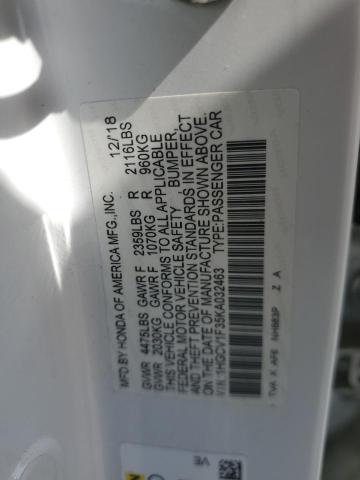 MFD.BY HONDA OF AMERICA MFG.,INC. 12/18
GVWR 4475LBS GAWR F 2359LBS R 2116LBS
GVWR 2030KG GAWR F 1070KG R 960KG
THIS VEHICLE CONFORMS TO ALL APPLICABLE
FEDERAL MOTOR VEHICLE SAFETY, BUMPER,
AND THEFT PREVENTION STANDARDS IN EFFECT
ON THE DATE OF MANUFACTURE SHOWN ABOVE.
V.I.N.:1HGCV1F35KA032463 TYPE:PASSENGER CAR
TVA X AFE NH883P Z A
VE